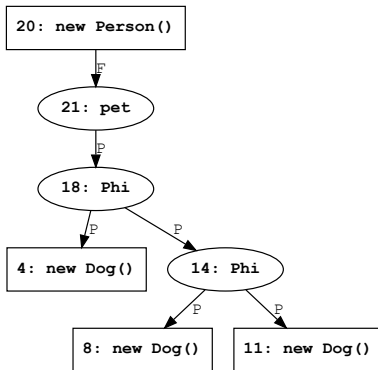 20: new Person()
F
21: pet
P
18: Phi
P
P
4: new Dog()
14: Phi
P
P
8: new Dog()
11: new Dog()